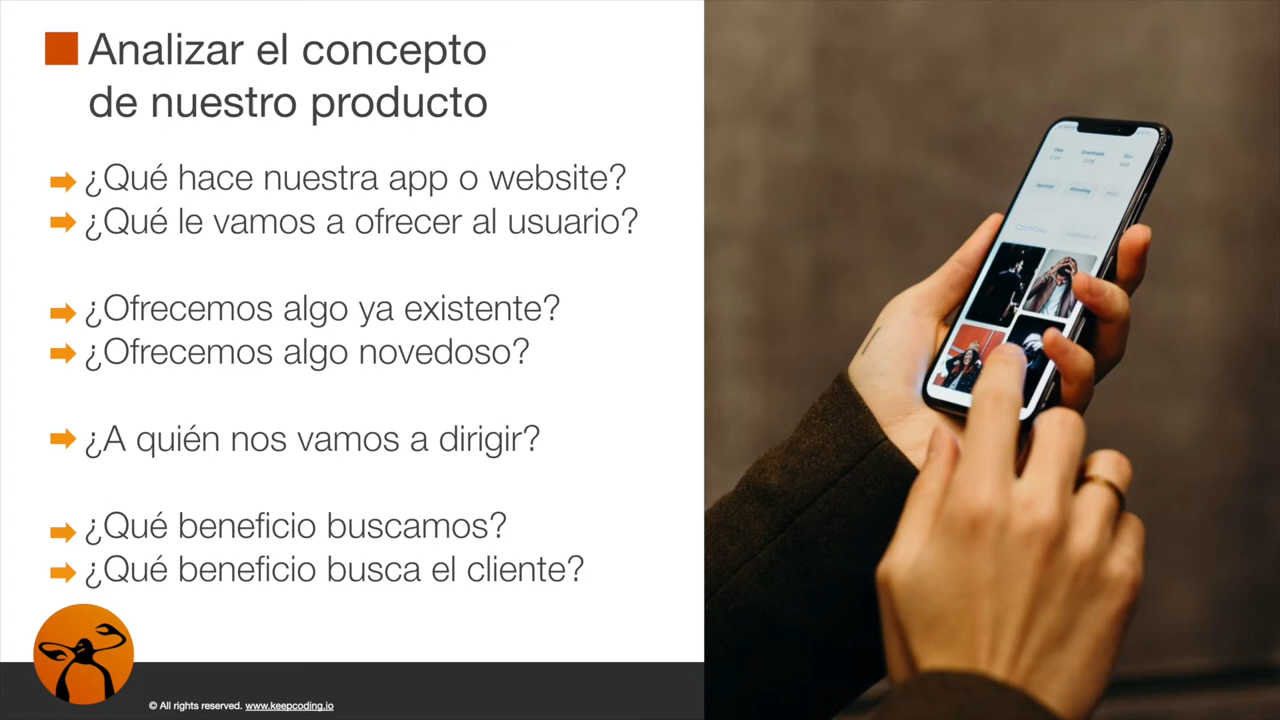 Analizar el concepto
de nuestro producto
¿Qué hace nuestra app o website?
¿Qué le vamos a ofrecer al usuario?
¿Ofrecemos algo ya existente?
¿Ofrecemos algo novedoso?
¿A quién nos vamos a dirigir?
¿Qué beneficio buscamos?
¿Qué beneficio busca el cliente?
© All rights reserved. www.keepcoding.io